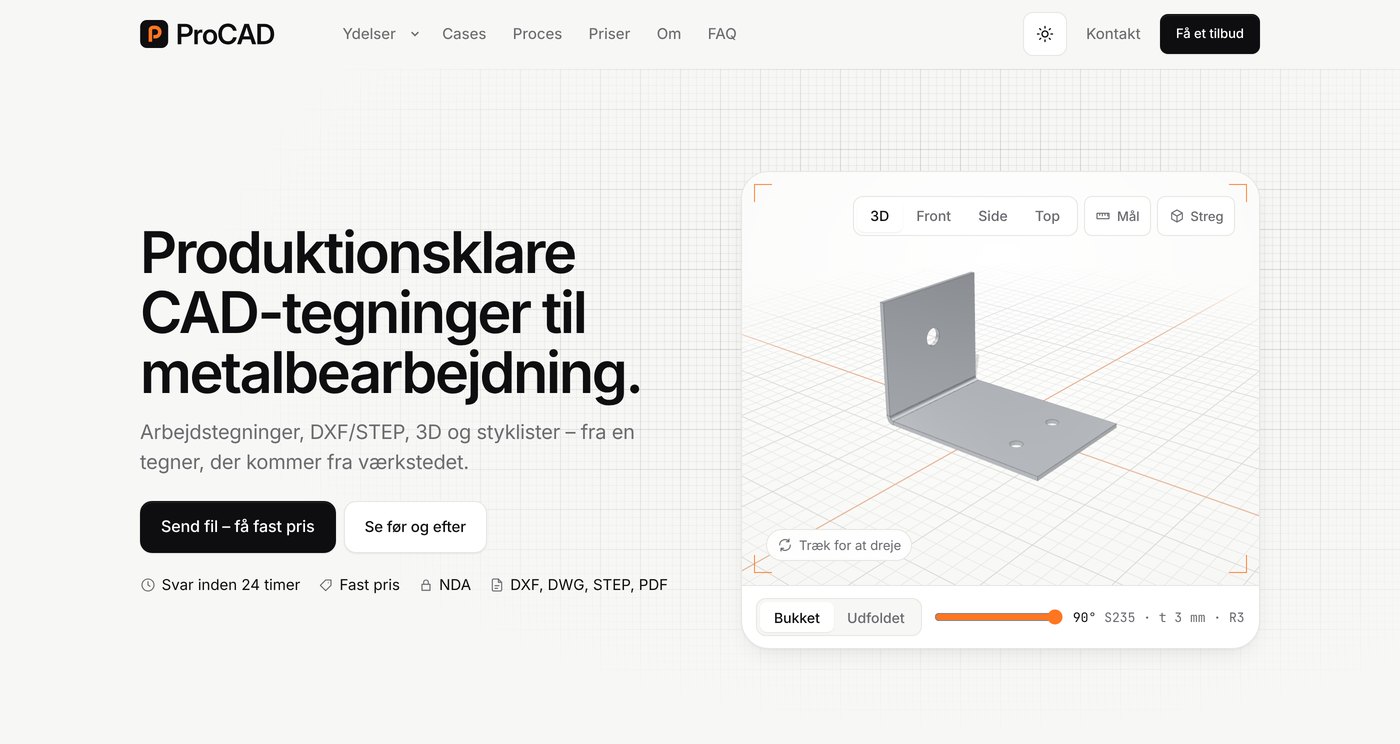 ProCAD
Ydelser Cases Proces Priser Om FAQ
Kontakt
Få et tilbud
Produktionsklare
CAD-tegninger til
metalbearbejdning.
Arbejdstegninger, DXF/STEP, 3D og styklister – fra en
tegner, der kommer fra værkstedet.
Send fil – få fast pris
Se før og efter
Svar inden 24 timer Fast pris NDA DXF, DWG, STEP, PDF
3D Front Side Top Mål Streg
Træk for at dreje
Bukket Udfoldet 90° S235 · t 3 mm · R3